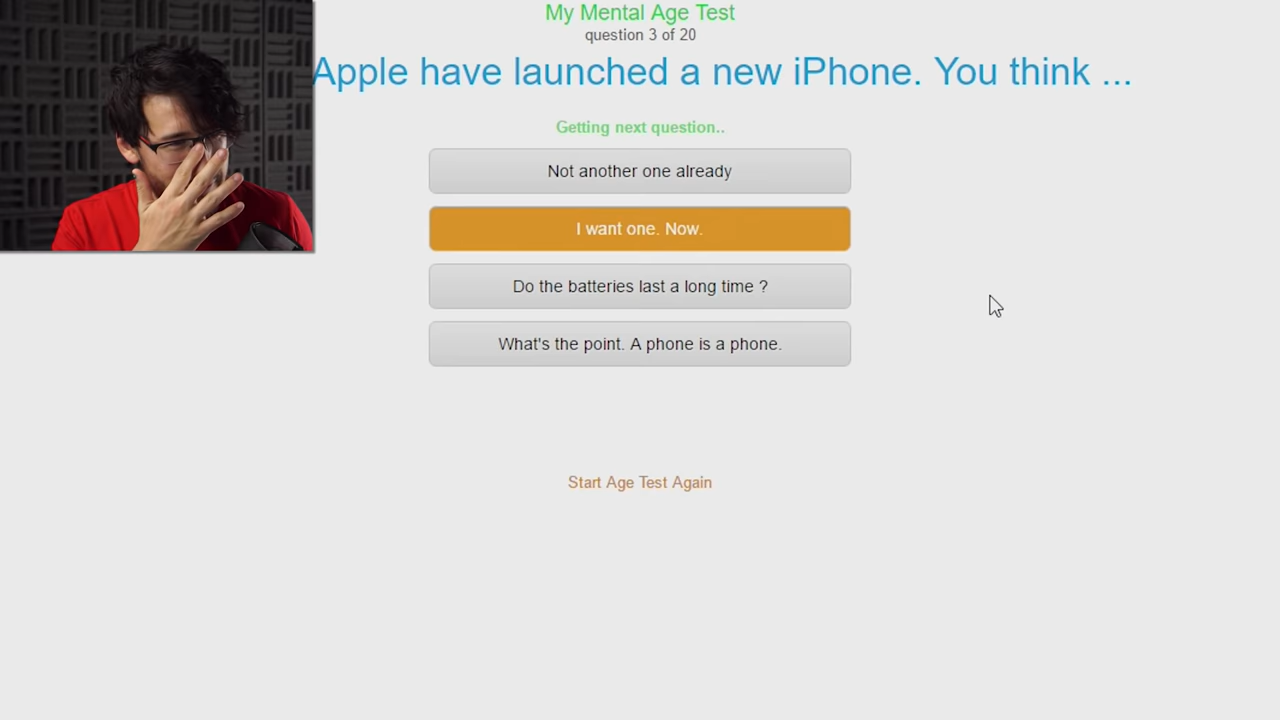 My Mental Age Test
question 3 of 20
Apple have launched a new iPhone. You think ...
Getting next question..
Not another one already
I want one. Now.
Do the batteries last a long time ?
What's the point. A phone is a phone.
Start Age Test Again